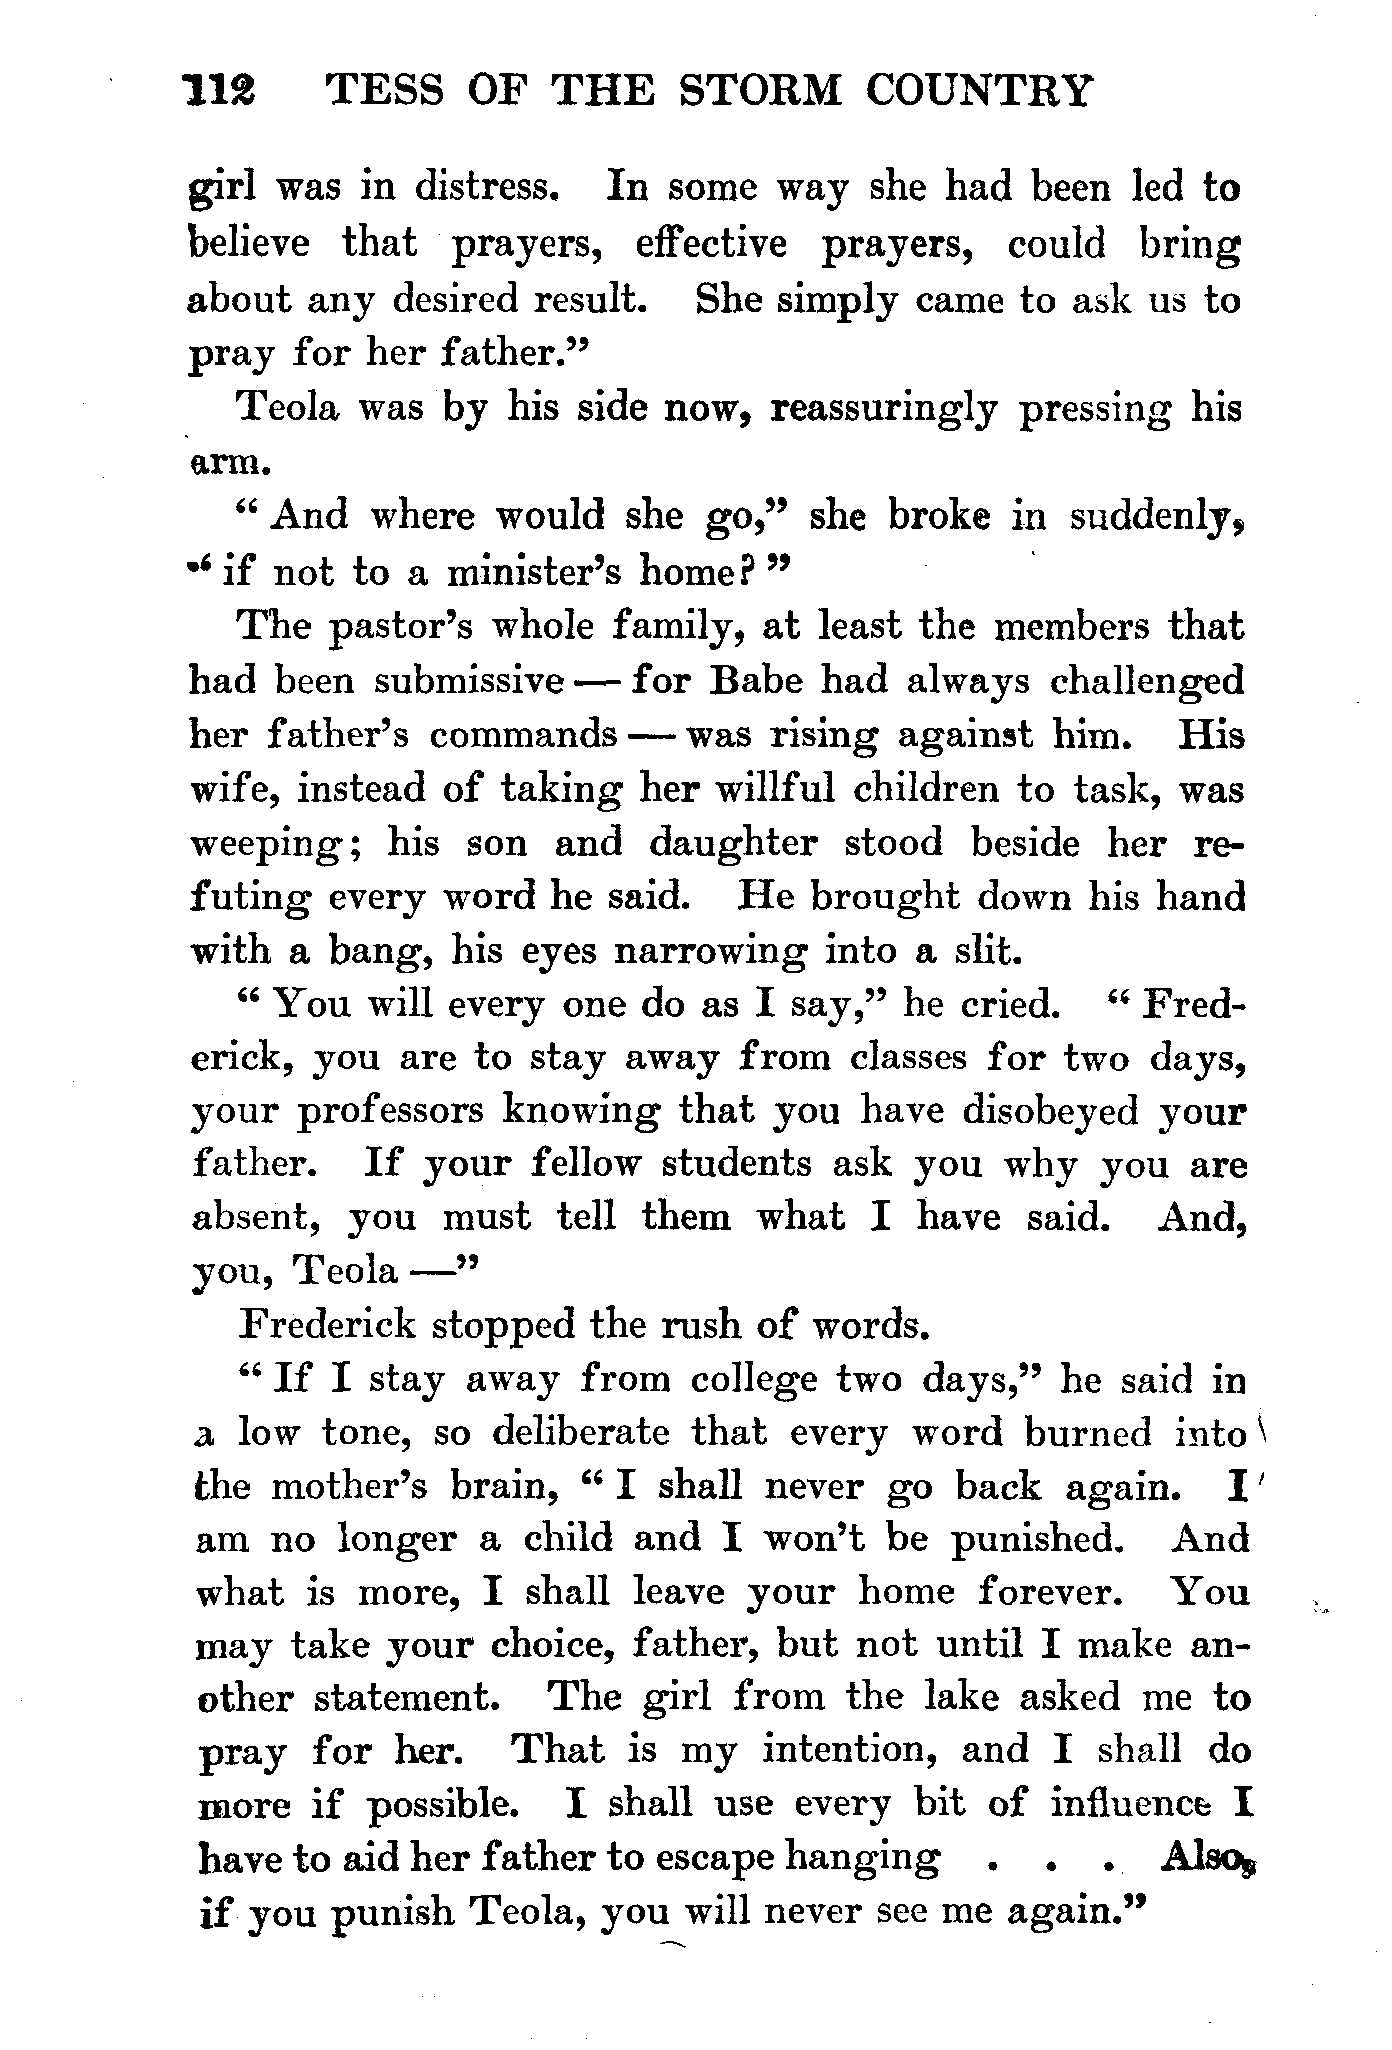 112 TESS OF THE STORM COUNTRY
girl was in distress. In some way she had been led to
believe that prayers, effective prayers, could bring
about any desired result. She simply came to ask us to
pray for her father."
Teola was by his side now, reassuringly pressing his
arm.
" And where would she go," she broke in suddenly,
" if not to a minister's home? "
The pastor's whole family, at least the members that
had been submissive — for Babe had always challenged
her father's commands — was rising against him. His
wife, instead of taking her willful children to task, was
weeping; his son and daughter stood beside her re-
futing every word he said. He brought down his hand
with a bang, his eyes narrowing into a slit.
" You will every one do as I say," he cried. " Fred-
erick, you are to stay away from classes for two days,
your professors knowing that you have disobeyed your
father. If your fellow students ask you why you are
absent, you must tell them what I have said. And,
you, Teola —"
Frederick stopped the rush of words.
" If I stay away from college two days," he said in
a low tone, so deliberate that every word burned into
the mother's brain, " I shall never go back again. I
am no longer a child and I won't be punished. And
what is more, I shall leave your home forever. You
may take your choice, father, but not until I make an-
other statement. The girl from the lake asked me to
pray for her. That is my intention, and I shall do
more if possible. I shall use every bit of influence I
have to aid her father to escape hanging . . . Also,
if you punish Teola, you will never see me again."